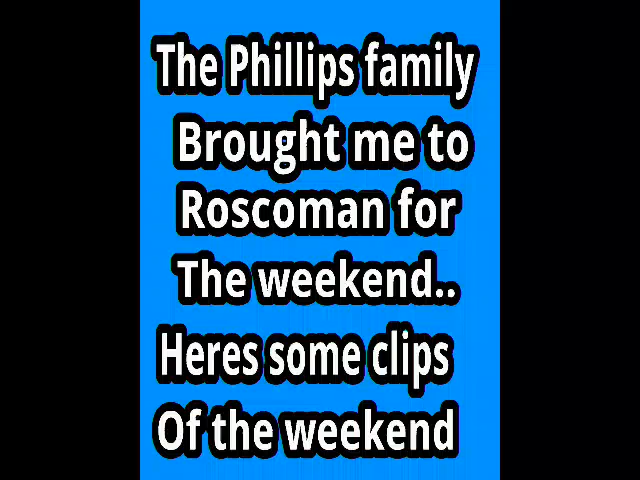 The Phillips family
Brought me to
Roscoman for
The weekend..
Heres some clips
Of the weekend